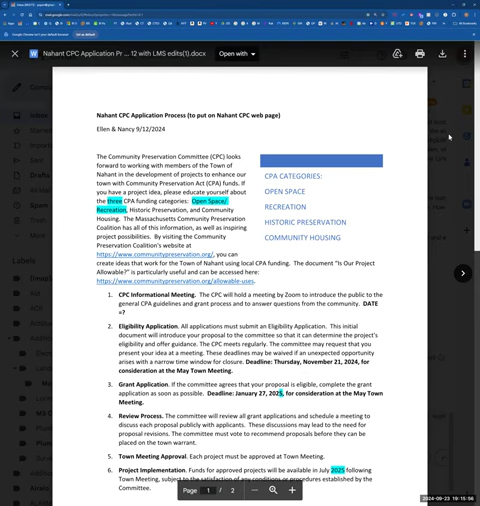 Nahant CPC Application Pr ... 12 with LMS edits(1).docx
Open with
Nahant CPC Application Process (to put on Nahant CPC web page)
Ellen & Nancy 9/12/2024
The Community Preservation Committee (CPC) looks
forward to working with members of the Town of
Nahant in the development of projects to enhance our
town with Community Preservation Act (CPA) funds. If
you have a project idea, please educate yourself about
the three CPA funding categories: Open Space/
Recreation, Historic Preservation, and Community
Housing. The Massachusetts Community Preservation
Coalition has all of this information, as well as inspiring
project possibilities. By visiting the Community
Preservation Coalition's website at
https://www.communitypreservation.org/, you can
create ideas that work for the Town of Nahant using local CPA funding. The document "Is Our Project
Allowable?" is particularly useful and can be accessed here:
https://www.communitypreservation.org/allowable-uses.
CPA CATEGORIES:
OPEN SPACE
RECREATION
HISTORIC PRESERVATION
COMMUNITY HOUSING
1. CPC Informational Meeting. The CPC will hold a meeting by Zoom to introduce the public to the
general CPA guidelines and grant process and to answer questions from the community. DATE
=?
2. Eligibility Application. All applications must submit an Eligibility Application. This initial
document will introduce your proposal to the committee so that it can determine the project's
eligibility and offer guidance. The CPC meets regularly. The committee may request that you
present your idea at a meeting. These deadlines may be waived if an unexpected opportunity
arises with a narrow time window for closure. Deadline: Thursday, November 21, 2024, for
consideration at the May Town Meeting.
3. Grant Application. If the committee agrees that your proposal is eligible, complete the grant
application as soon as possible. Deadline: January 27, 2025, for consideration at the May Town
Meeting.
4. Review Process. The committee will review all grant applications and schedule a meeting to
discuss each proposal publicly with applicants. These discussions may lead to the need for
proposal revisions. The committee must vote to recommend proposals before they can be
placed on the town warrant.
5. Town Meeting Approval. Each project must be approved at Town Meeting.
6. Project Implementation. Funds for approved projects will be available in July 2025 following
Town Meeting, subject to the satisfaction of any conditions or procedures established by the
Committee.
Page 1 / 2
2024-09-23 19:15:56